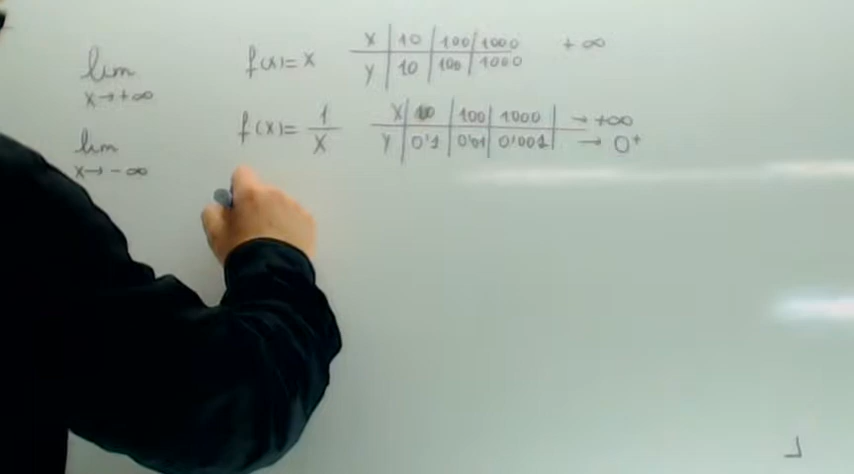 lim
x→+∞
f(x)=x
x | 10 | 100 | 1000
y | 10 | 100 | 1000
+∞
lim
x→-∞
f(x)= 1/x
x | 10 | 100 | 1000 | → +∞
y | 0'1 | 0'01 | 0'001 | → 0⁺